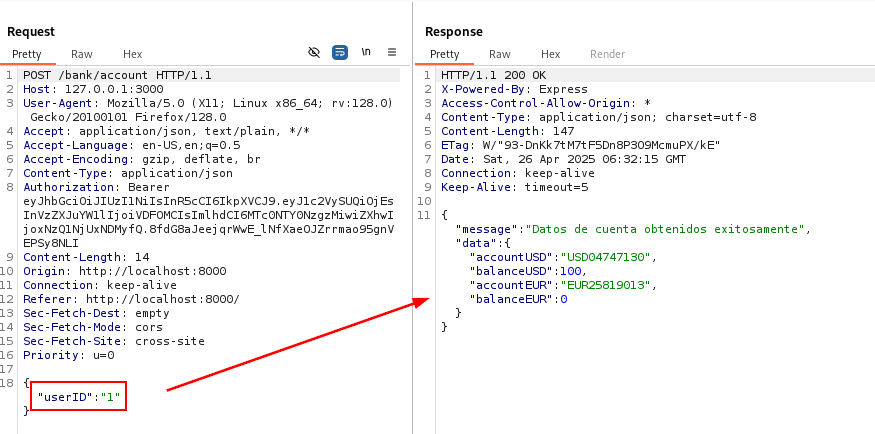 Request
Pretty Raw Hex
\n
1 POST /bank/account HTTP/1.1
2 Host: 127.0.0.1:3000
3 User-Agent: Mozilla/5.0 (X11; Linux x86_64; rv:128.0)
Gecko/20100101 Firefox/128.0
4 Accept: application/json, text/plain, */*
5 Accept-Language: en-US,en;q=0.5
6 Accept-Encoding: gzip, deflate, br
7 Content-Type: application/json
8 Authorization: Bearer
9 Content-Length: 14
10 Origin: http://localhost:8000
11 Connection: keep-alive
12 Referer: http://localhost:8000/
13 Sec-Fetch-Dest: empty
14 Sec-Fetch-Mode: cors
15 Sec-Fetch-Site: cross-site
16 Priority: u=0
17
18 {
"userID":"1"
}
Response
Pretty Raw Hex Render
1 HTTP/1.1 200 OK
2 X-Powered-By: Express
3 Access-Control-Allow-Origin: *
4 Content-Type: application/json; charset=utf-8
5 Content-Length: 147
6 ETag: W/"93-DnKk7tM7tF5Dn8P3O9McmuPX/kE"
7 Date: Sat, 26 Apr 2025 06:32:15 GMT
8 Connection: keep-alive
9 Keep-Alive: timeout=5
10
11 {
"message":"Datos de cuenta obtenidos exitosamente",
"data":{
"accountUSD":"USD04747130",
"balanceUSD":100,
"accountEUR":"EUR25819013",
"balanceEUR":0
}
}